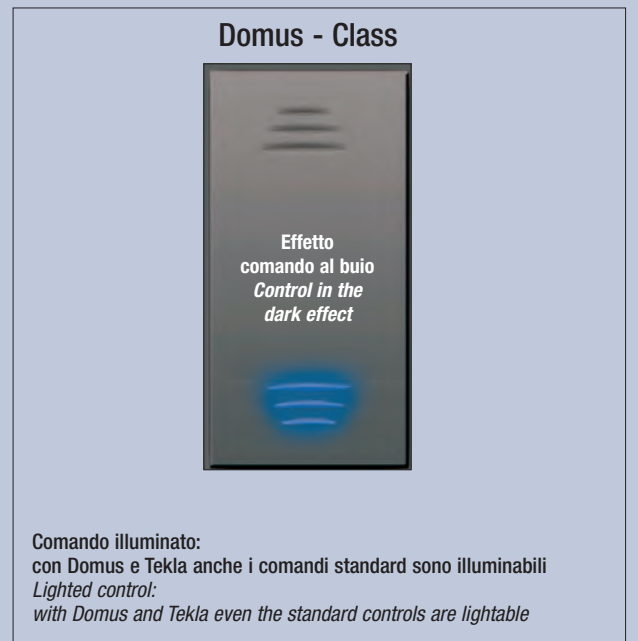 Domus - Class
Effetto
comando al buio
Control in the
dark effect
Comando illuminato:
con Domus e Tekla anche i comandi standard sono illuminabili
Lighted control:
with Domus and Tekla even the standard controls are lightable